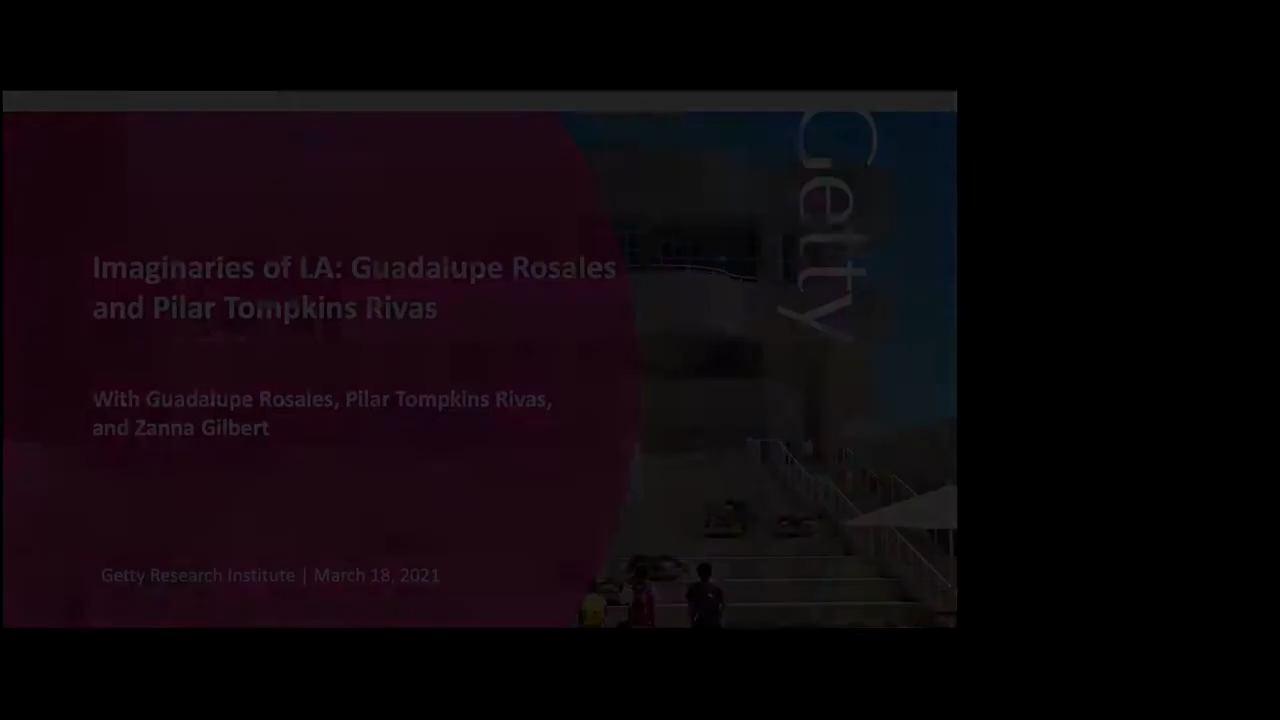 Imaginaries of LA: Guadalupe Rosales
and Pilar Tompkins Rivas
With Guadalupe Rosales, Pilar Tompkins Rivas,
and Zanna Gilbert
Getty Research Institute | March 18, 2021
Getty